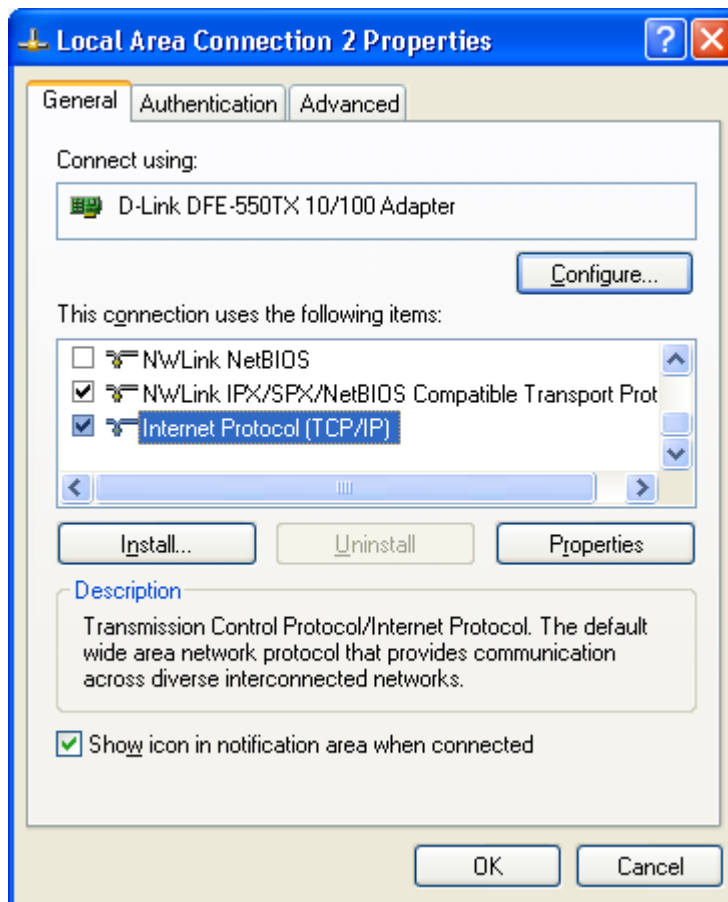 Local Area Connection 2 Properties
General
Authentication
Advanced
Connect using:
D-Link DFE-550TX 10/100 Adapter
Configure...
This connection uses the following items:
NWLink NetBIOS
NWLink IPX/SPX/NetBIOS Compatible Transport Prot
Internet Protocol (TCP/IP)
Install...
Uninstall
Properties
Description
Transmission Control Protocol/Internet Protocol. The default
wide area network protocol that provides communication
across diverse interconnected networks.
Show icon in notification area when connected
OK
Cancel